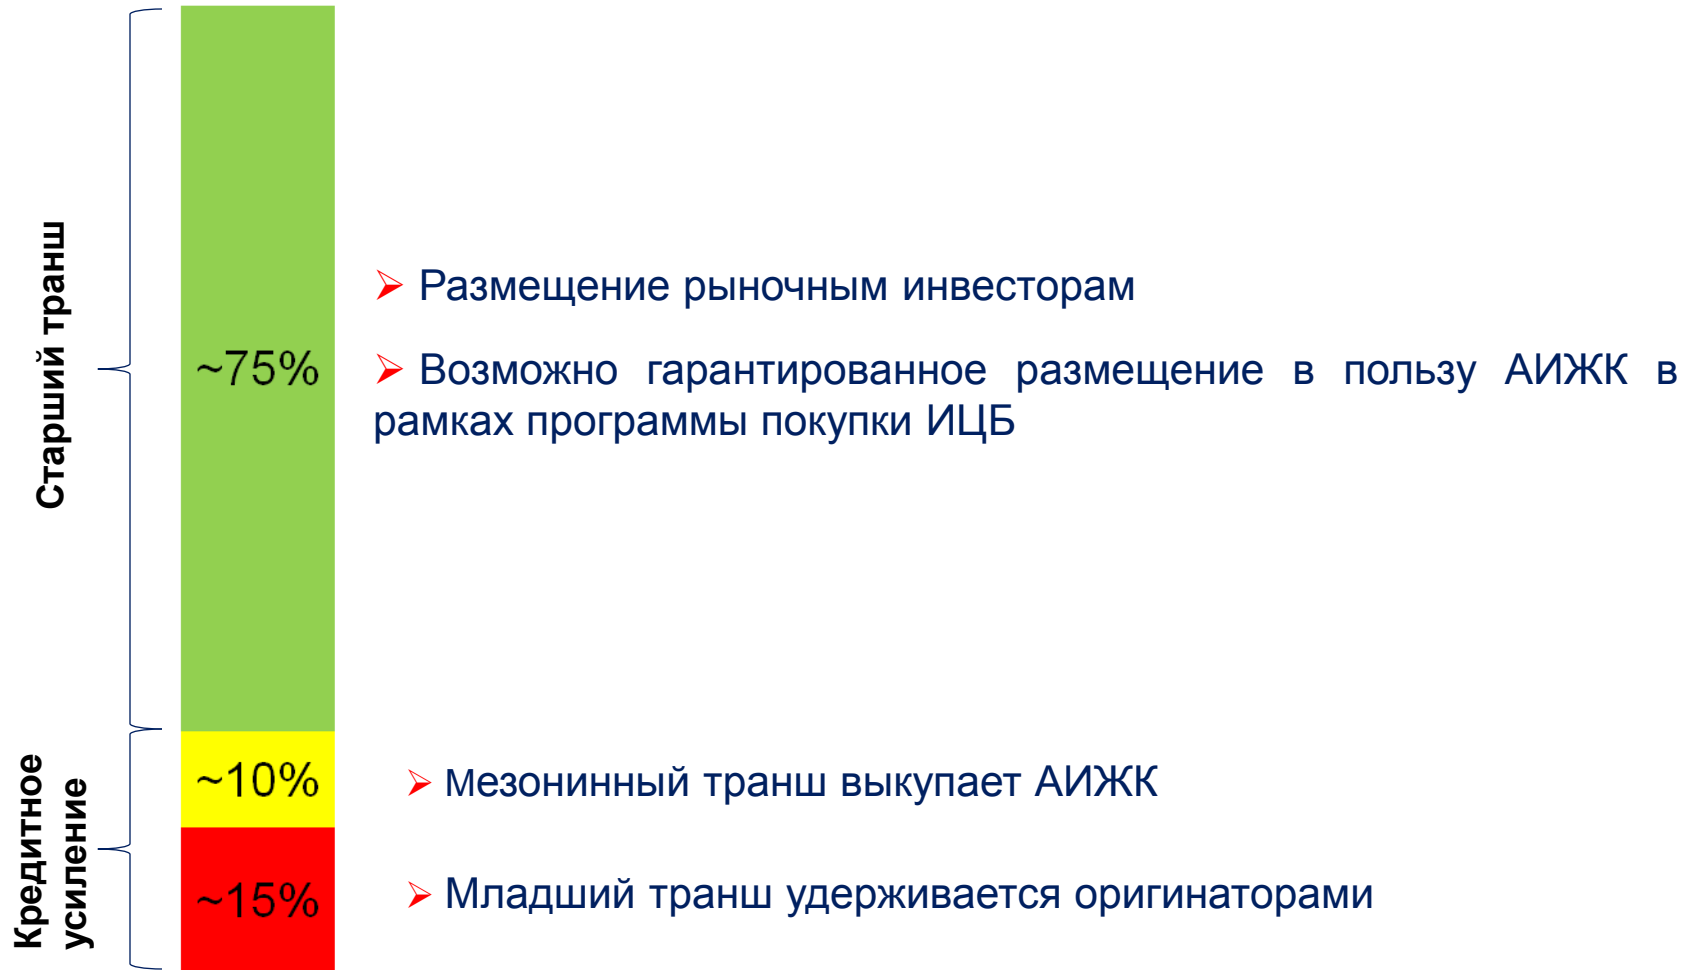 Старший транш
~75%
➢ Размещение рыночным инвесторам
➢ Возможно гарантированное размещение в пользу АИЖК в
рамках программы покупки ИЦБ
Кредитное
усиление
~10%
➢ Мезонинный транш выкупает АИЖК
~15%
➢ Младший транш удерживается оригинаторами